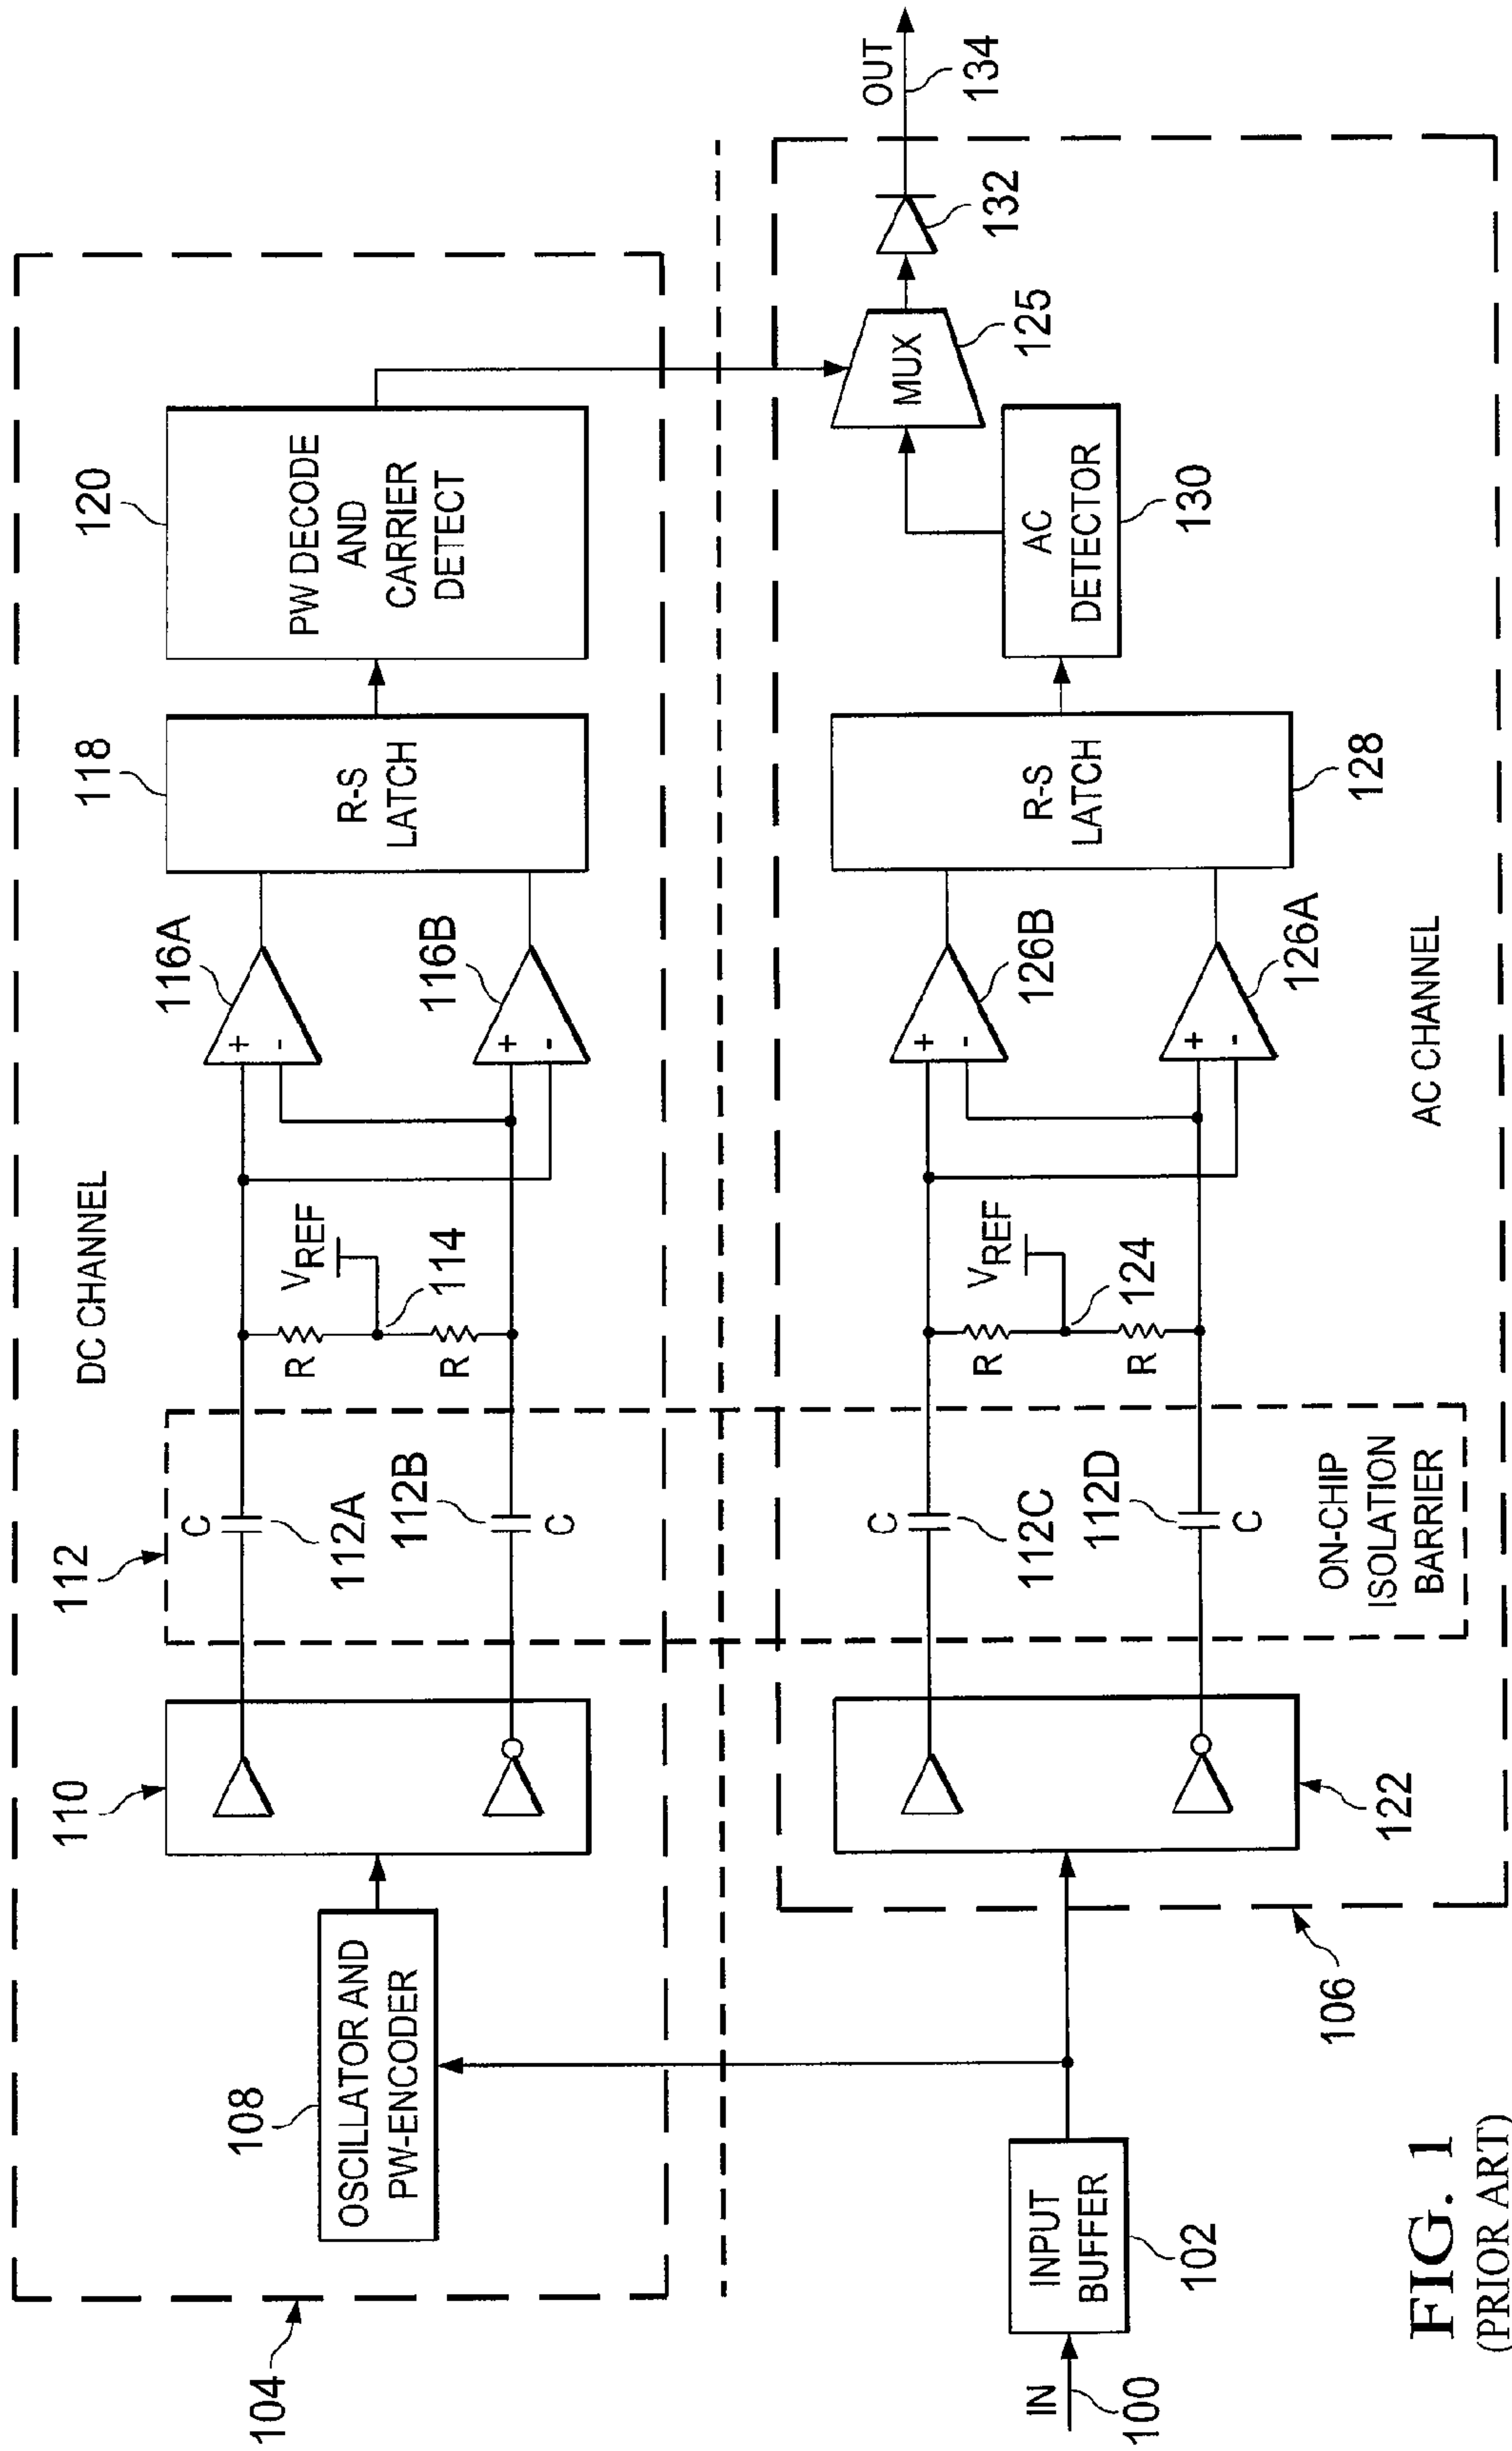 DC CHANNEL
104
108
OSCILLATOR AND
PW-ENCODER
110
112
C
112A
112B
C
R
R
VREF
114
116A
+
-
116B
+
-
118
R-S
LATCH
120
PW DECODE
AND
CARRIER
DETECT
IN
100
INPUT
BUFFER
102
106
122
C
112C
112D
C
ON-CHIP
ISOLATION
BARRIER
R
R
VREF
124
+
-
126B
+
-
126A
AC CHANNEL
R-S
LATCH
128
AC
DETECTOR
130
MUX
125
132
OUT
134
FIG. 1
(PRIOR ART)